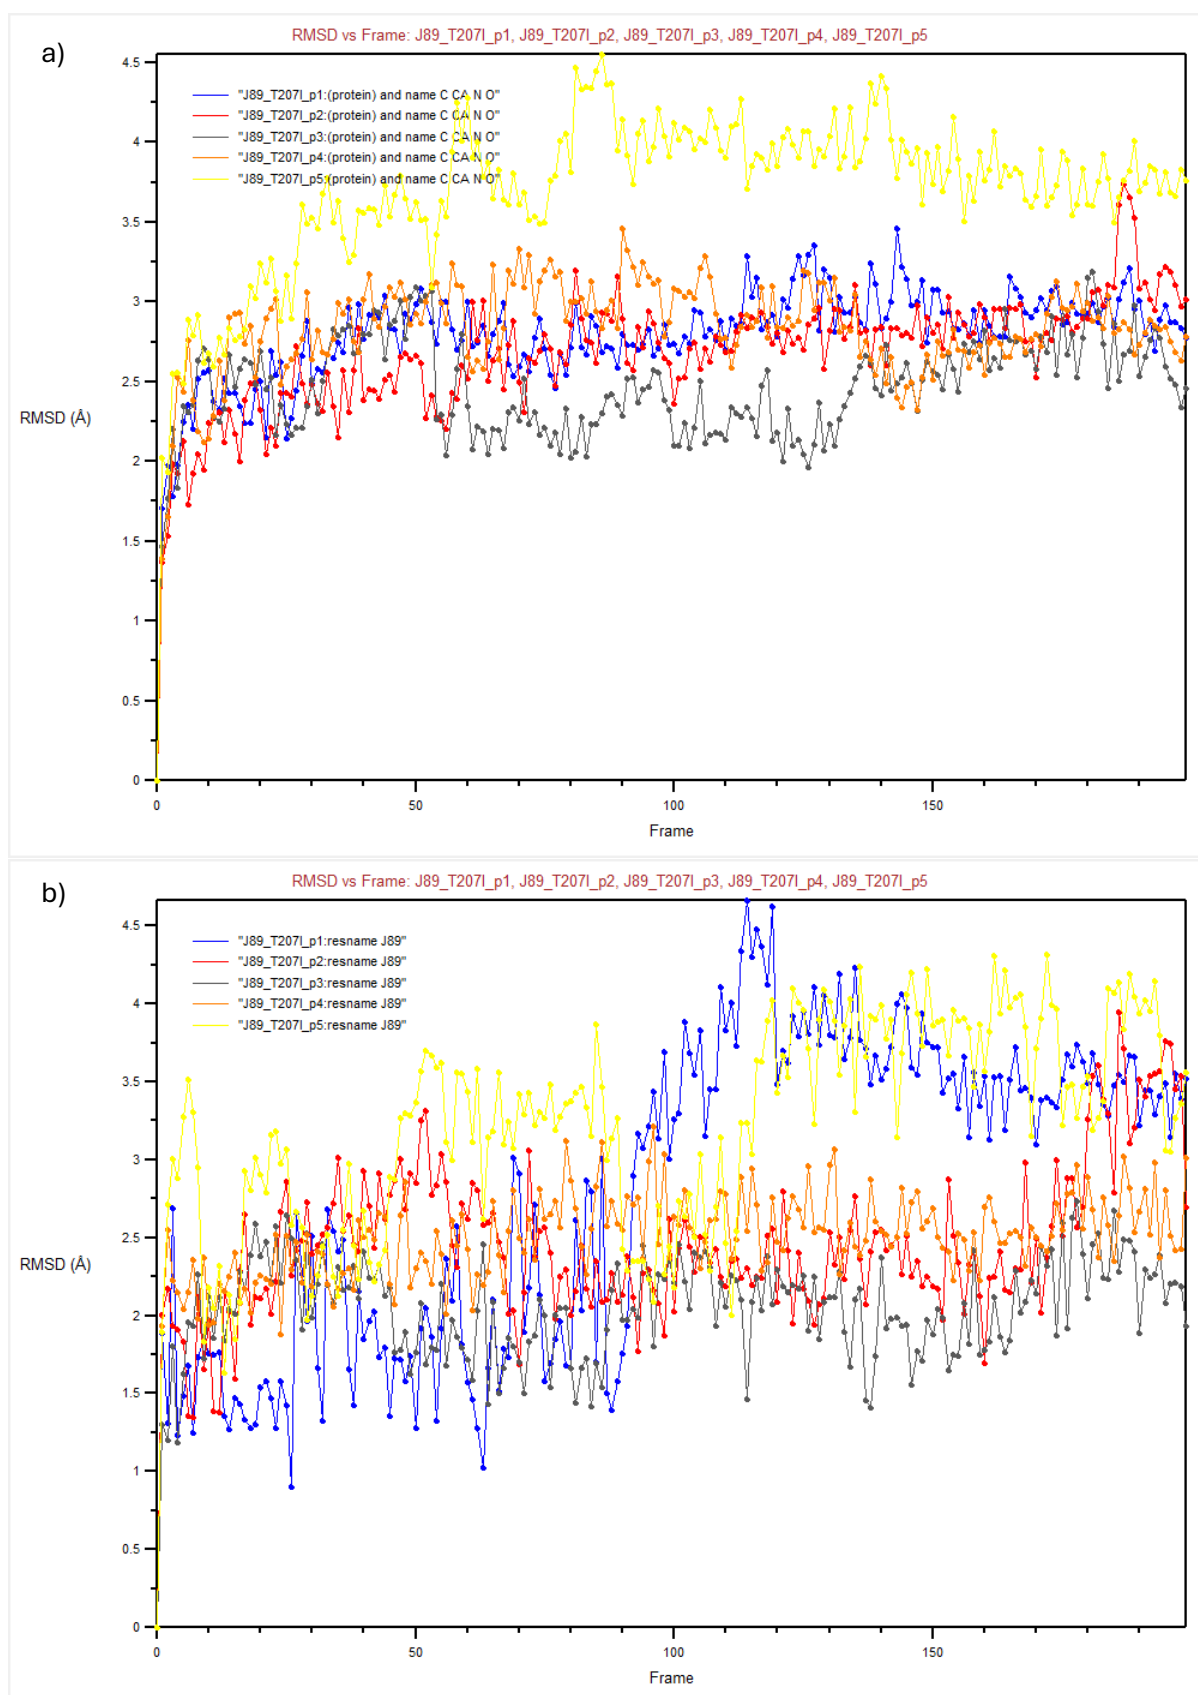 a)
RMSD vs Frame: J89_T207I_p1, J89_T207I_p2, J89_T207I_p3, J89_T207I_p4, J89_T207I_p5
4.5
"J89_T207I_p1:(protein) and name C CA N O"
"J89_T207I_p2:(protein) and name C CA N O"
"J89_T207I_p3:(protein) and name C CA N O"
"J89_T207I_p4:(protein) and name C CA N O"
"J89_T207I_p5:(protein) and name C CA N O"
4
3.5
3
2.5
RMSD (Å)
2
1.5
1
0.5
0
0
50
100
150
Frame
b)
RMSD vs Frame: J89_T207I_p1, J89_T207I_p2, J89_T207I_p3, J89_T207I_p4, J89_T207I_p5
4.5
"J89_T207I_p1:resname J89"
"J89_T207I_p2:resname J89"
"J89_T207I_p3:resname J89"
"J89_T207I_p4:resname J89"
"J89_T207I_p5:resname J89"
4
3.5
3
2.5
RMSD (Å)
2
1.5
1
0.5
0
0
50
100
150
Frame